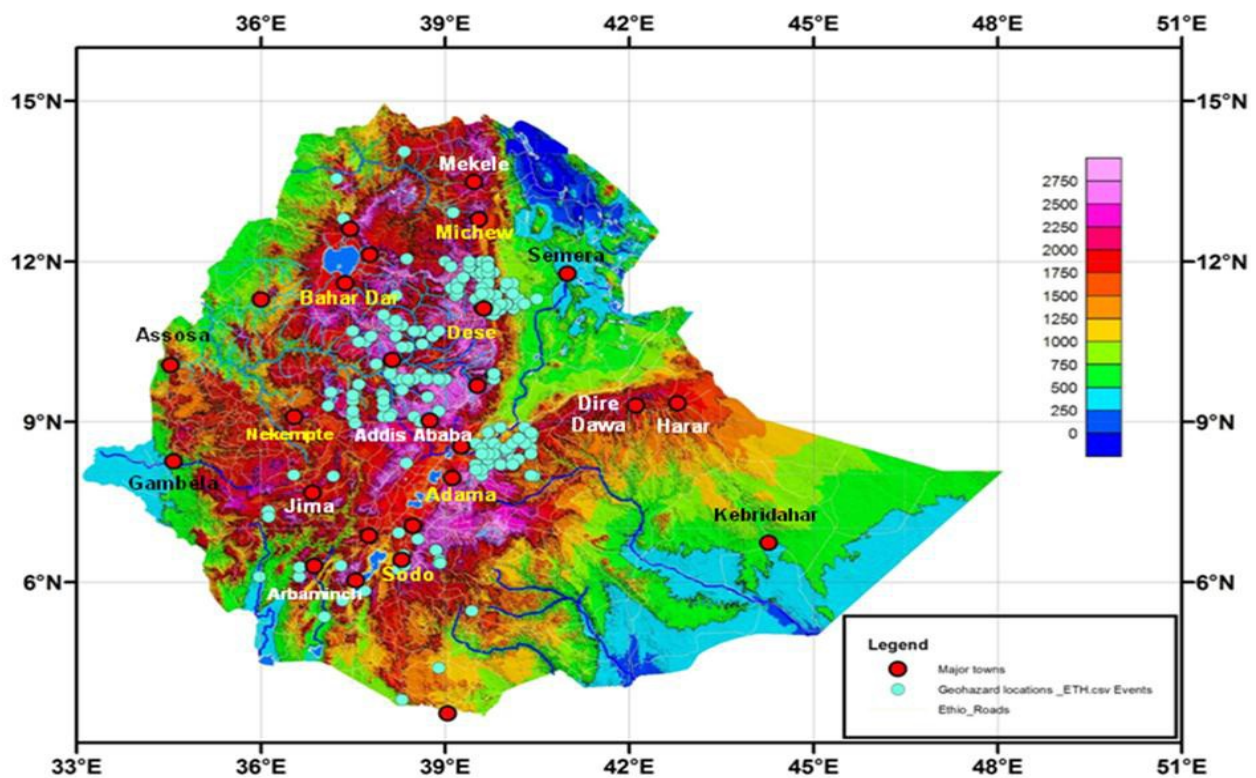 36°E 39°E 42°E 45°E 48°E 51°E
15°N 15°N
Mekele
2750
Michew
2500
2250
Semera
2000
12°N 12°N
1750
Bahar Dar
1500
1250
Dese
1000
Assosa
750
500
250
Dire
Dawa
Harar
0
9°N 9°N
Nekempte
Addis Ababa
Gambela
Adama
Jima
Kebridahar
6°N 6°N
Sodo
Arbaminch
Legend
Major towns
Geohazard locations _ETH.csv Events
Ethio_Roads
33°E 36°E 39°E 42°E 45°E 48°E 51°E